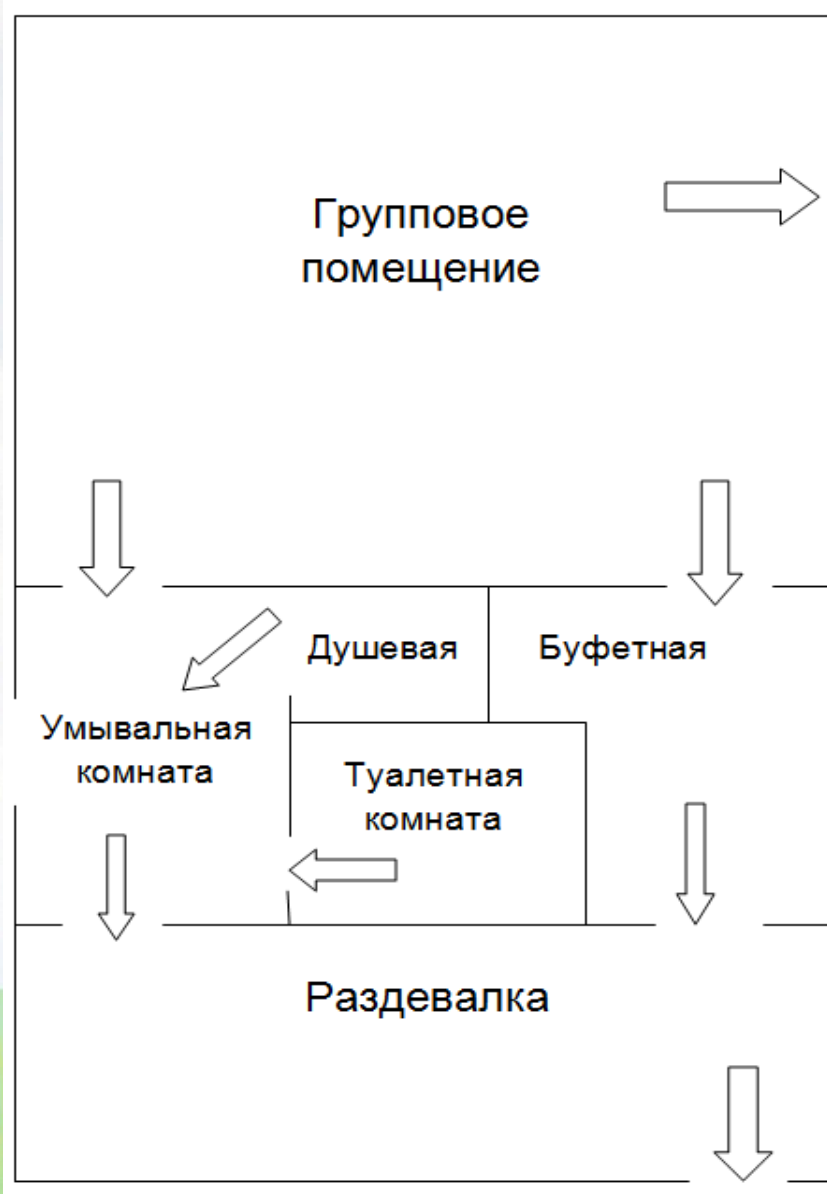 Групповое
помещение
Душевая
Буфетная
Умывальная
комната
Туалетная
комната
Раздевалка